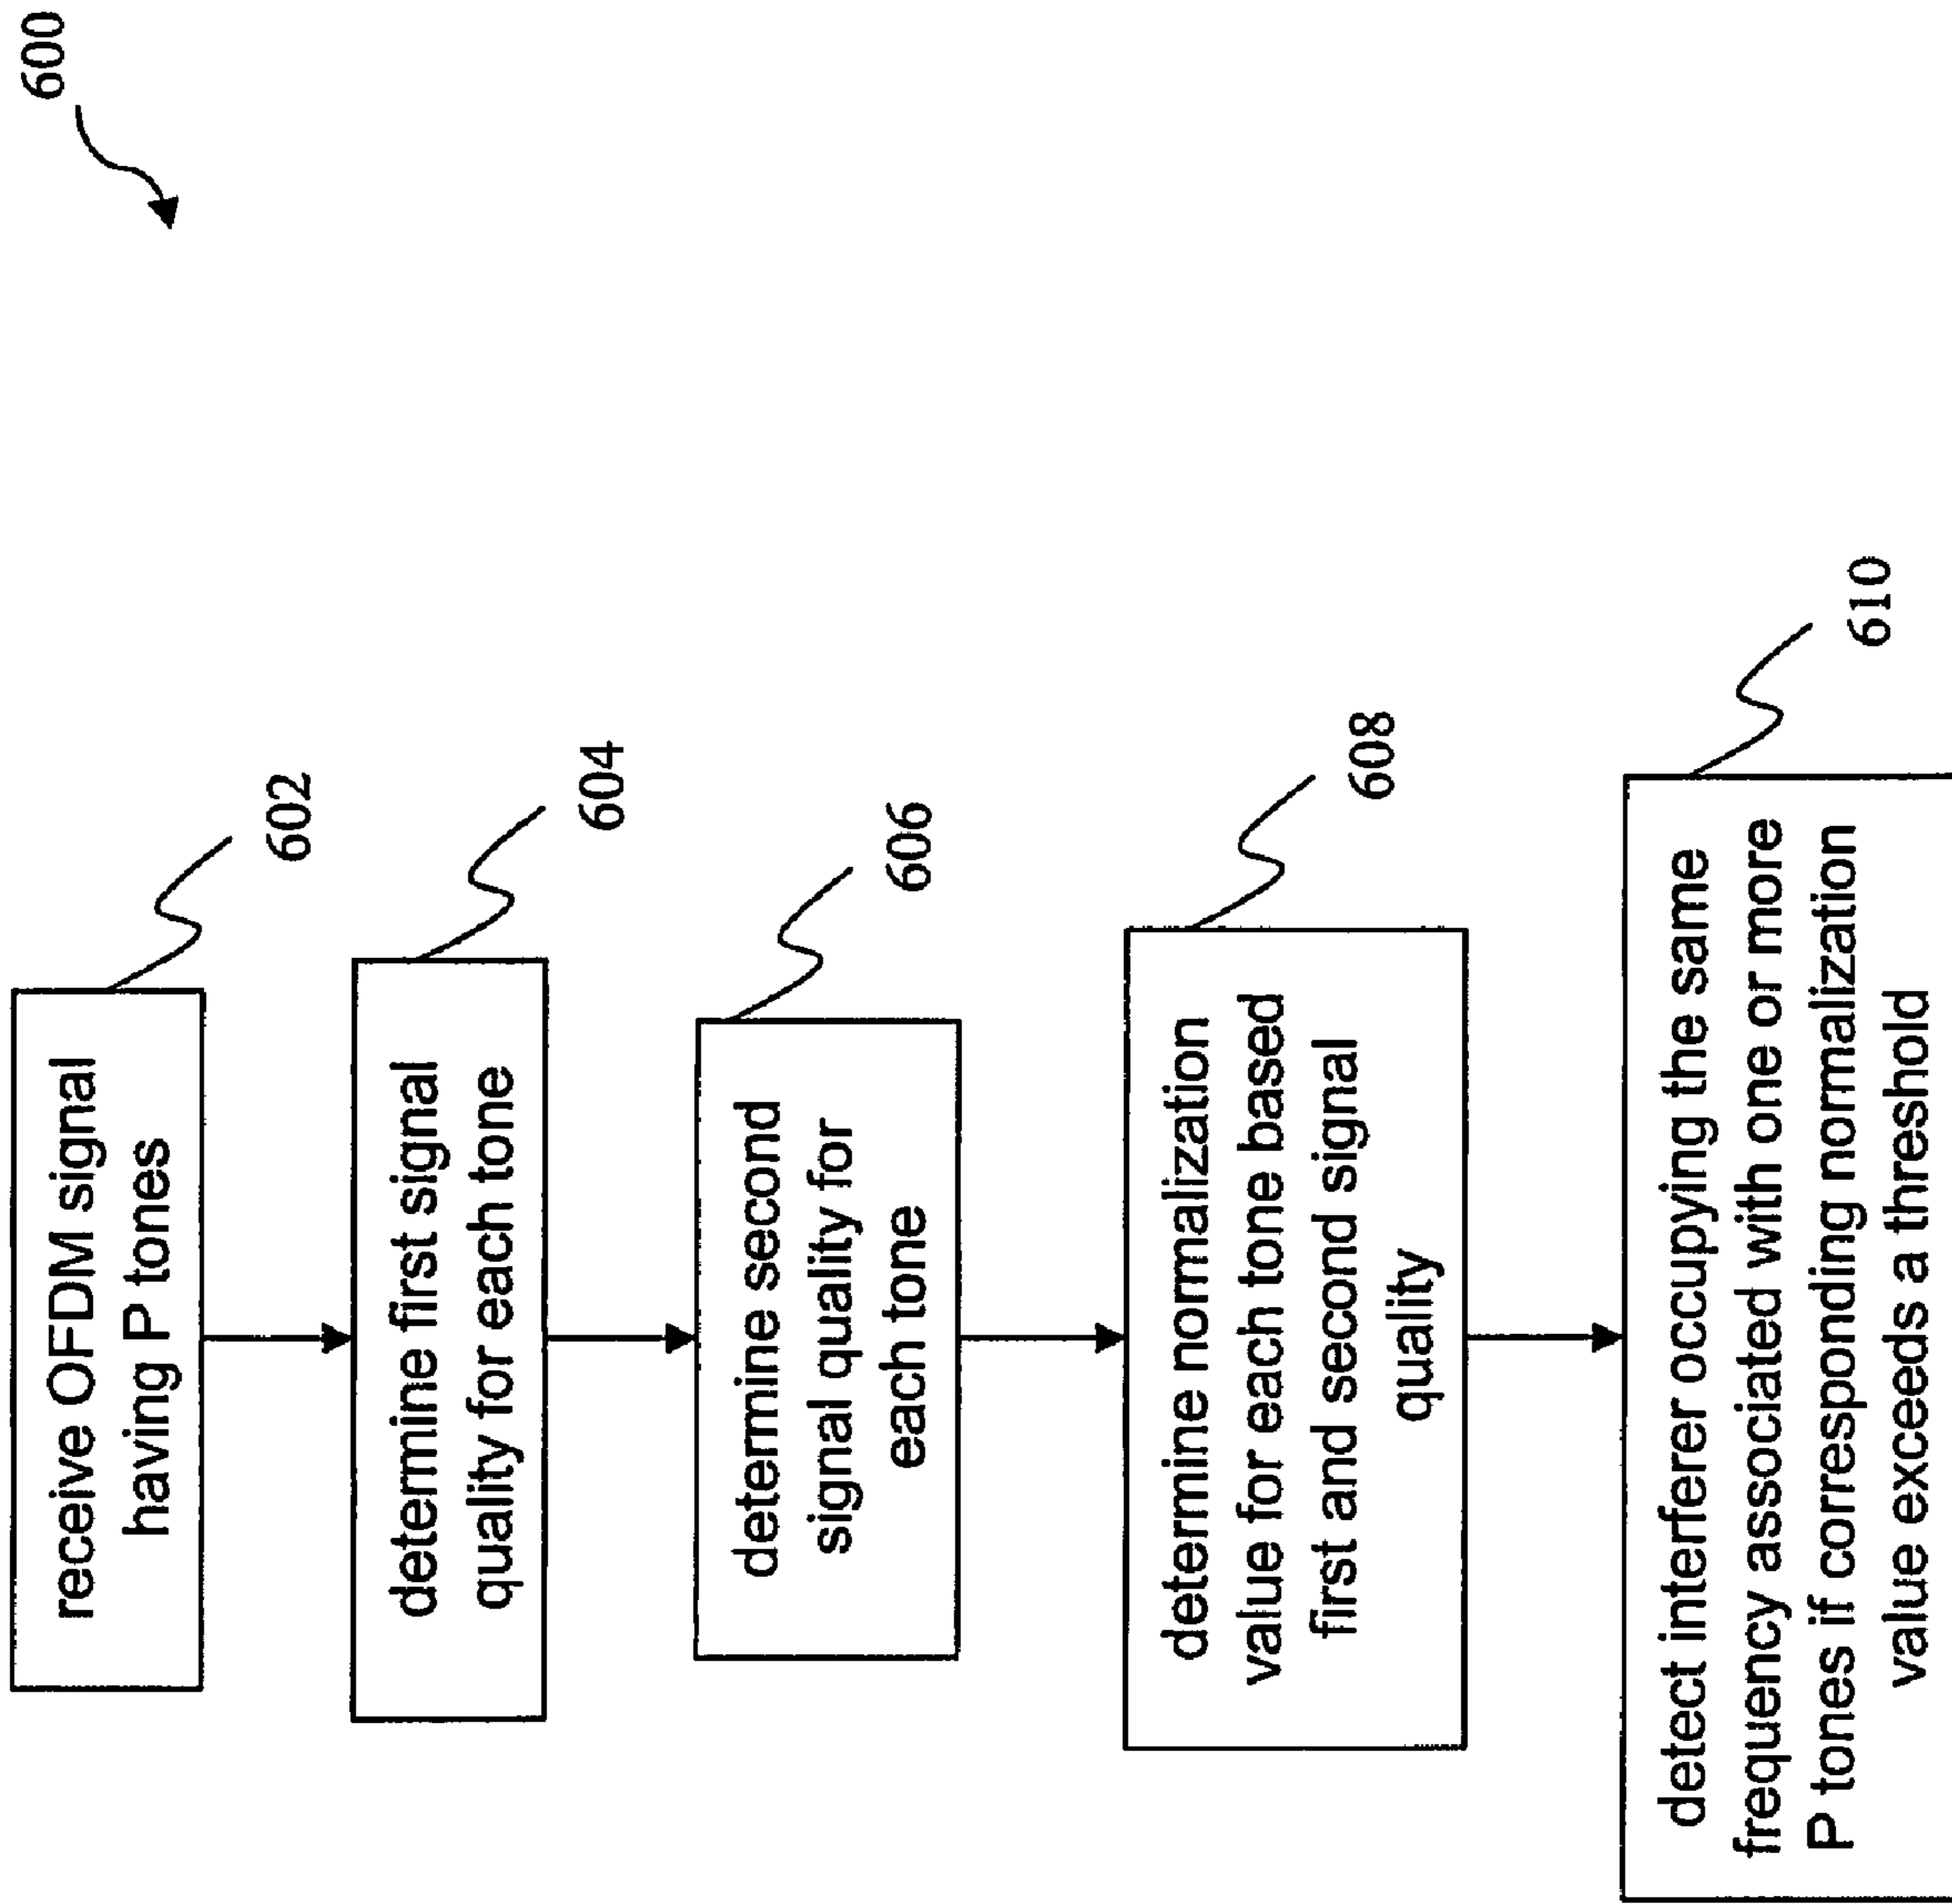 600
receive OFDM signal
having P tones
602
determine first signal
quality for each tone
604
determine second
signal quality for
each tone
606
determine normalization
value for each tone based
first and second signal
quality
608
detect interferer occupying the same
frequency associated with one or more
P tones if corresponding normalization
value exceeds a threshold
610